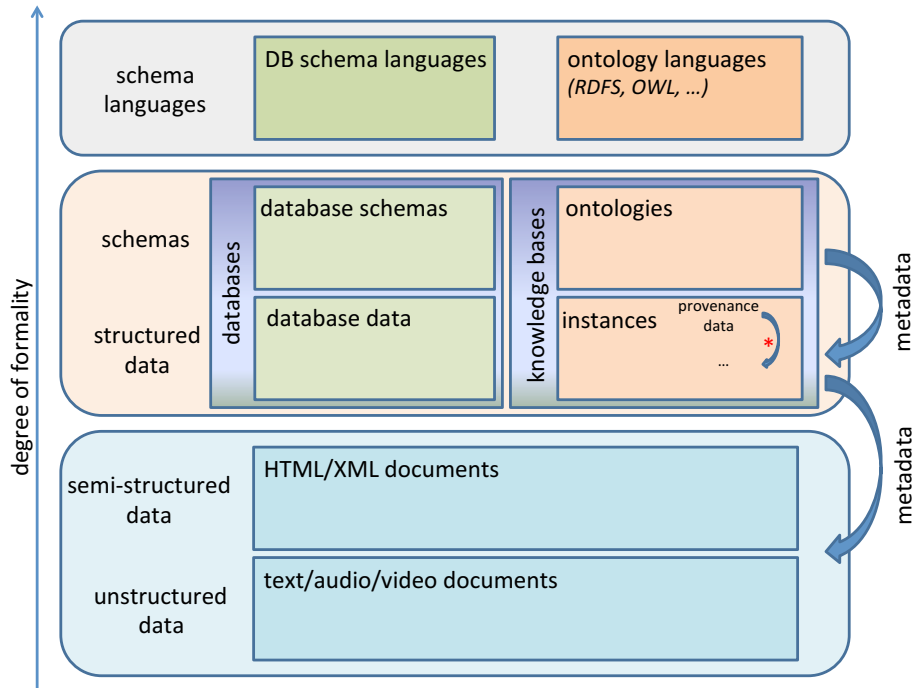 degree of formality
schema
languages
DB schema languages
ontology languages
(RDFS, OWL, …)
schemas
databases
database schemas
knowledge bases
ontologies
metadata
structured
data
database data
instances
provenance
data
*
...
metadata
semi-structured
data
HTML/XML documents
unstructured
data
text/audio/video documents